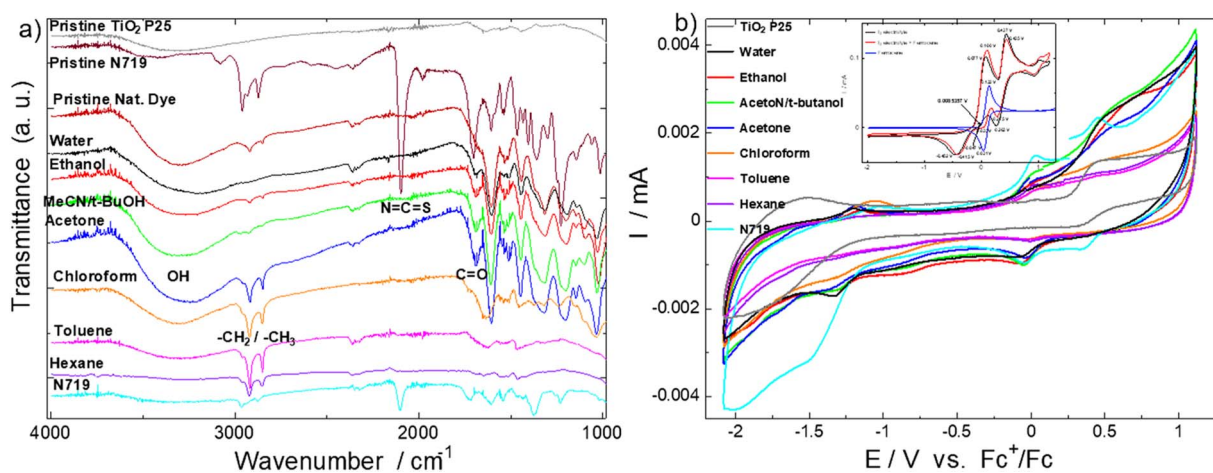 a)
Transmittance (a. u.)
Pristine TiO2 P25
Pristine N719
Pristine Nat. Dye
Water
Ethanol
MeCN/t-BuOH
Acetone
Chloroform
Toluene
Hexane
N719
OH
-CH2 / -CH3
N=C=S
C=O
4000 3000 2000 1000
Wavenumber / cm-1
b)
I / mA
0.004
0.002
0
-0.002
-0.004
TiO2 P25
Water
Ethanol
AcetoN/t-butanol
Acetone
Chloroform
Toluene
Hexane
N719
0.1
0
E / V
-2 -1.5 -1 -0.5 0 0.5 1
E / V vs. Fc+/Fc